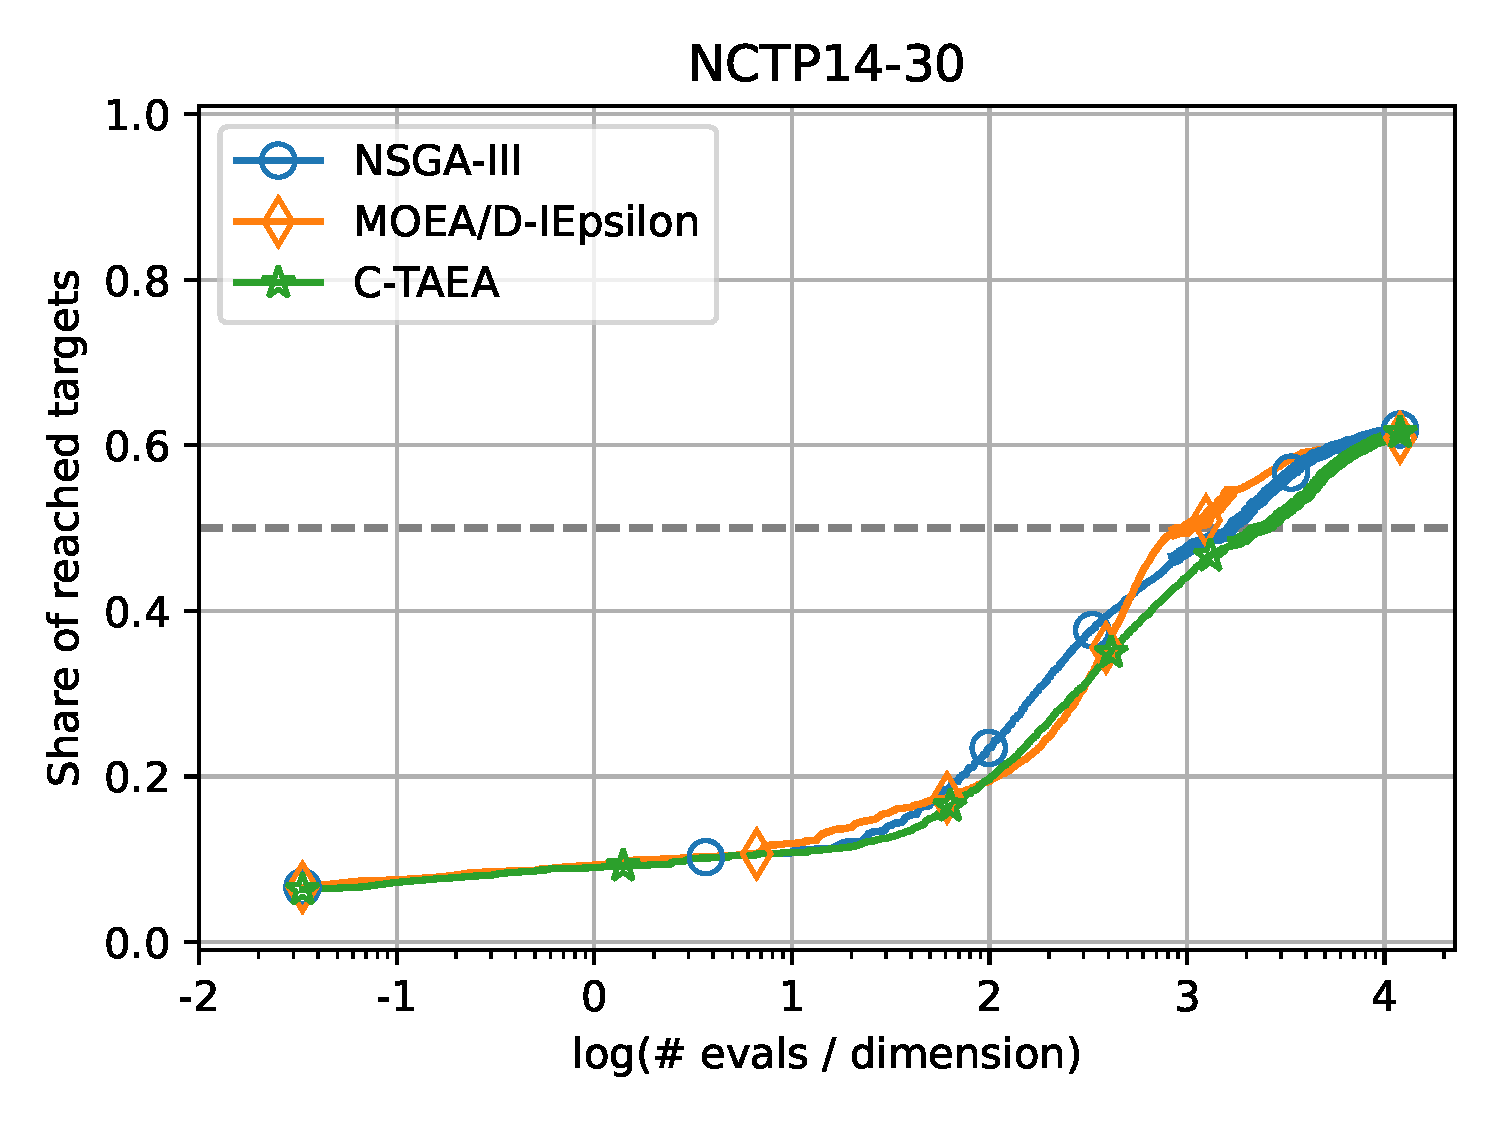 NCTP14-30
1.0
0.8
0.6
0.4
0.2
0.0
Share of reached targets
NSGA-III
MOEA/D-IEpsilon
C-TAEA
-2 -1 0 1 2 3 4
log(# evals / dimension)